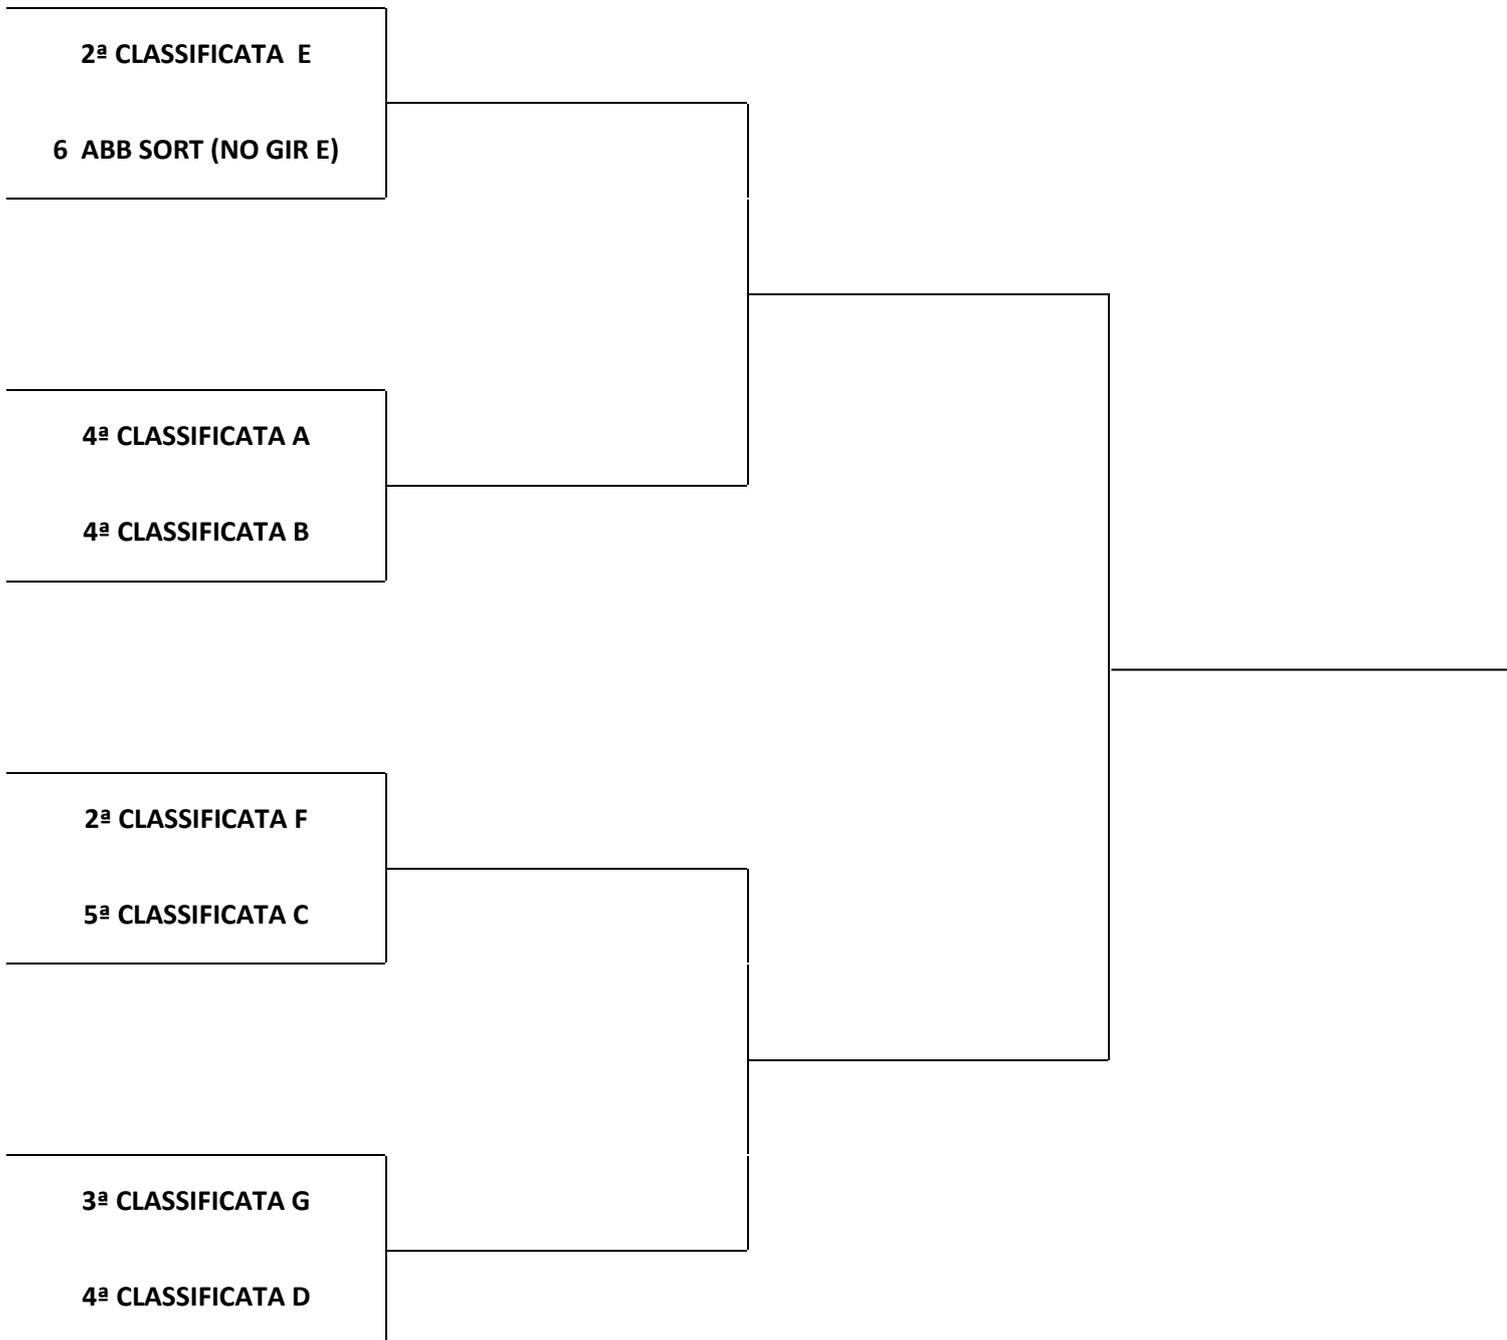 2ª CLASSIFICATA  E
6  ABB SORT (NO GIR E)
4ª CLASSIFICATA A
4ª CLASSIFICATA B
2ª CLASSIFICATA F
5ª CLASSIFICATA C
3ª CLASSIFICATA G
4ª CLASSIFICATA D